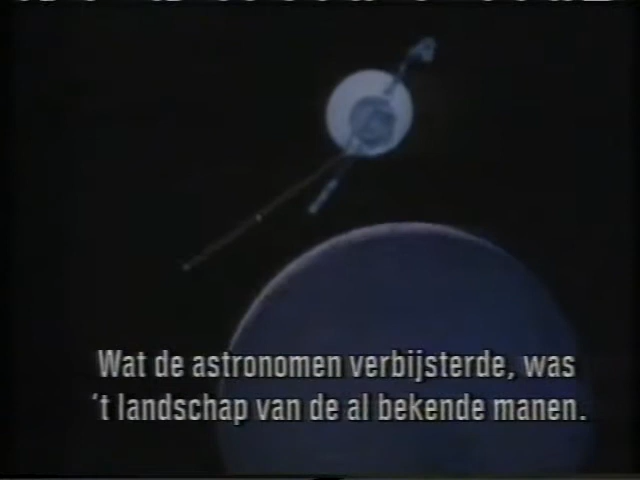 Wat de astronomen verbijsterde, was
't landschap van de al bekende manen.